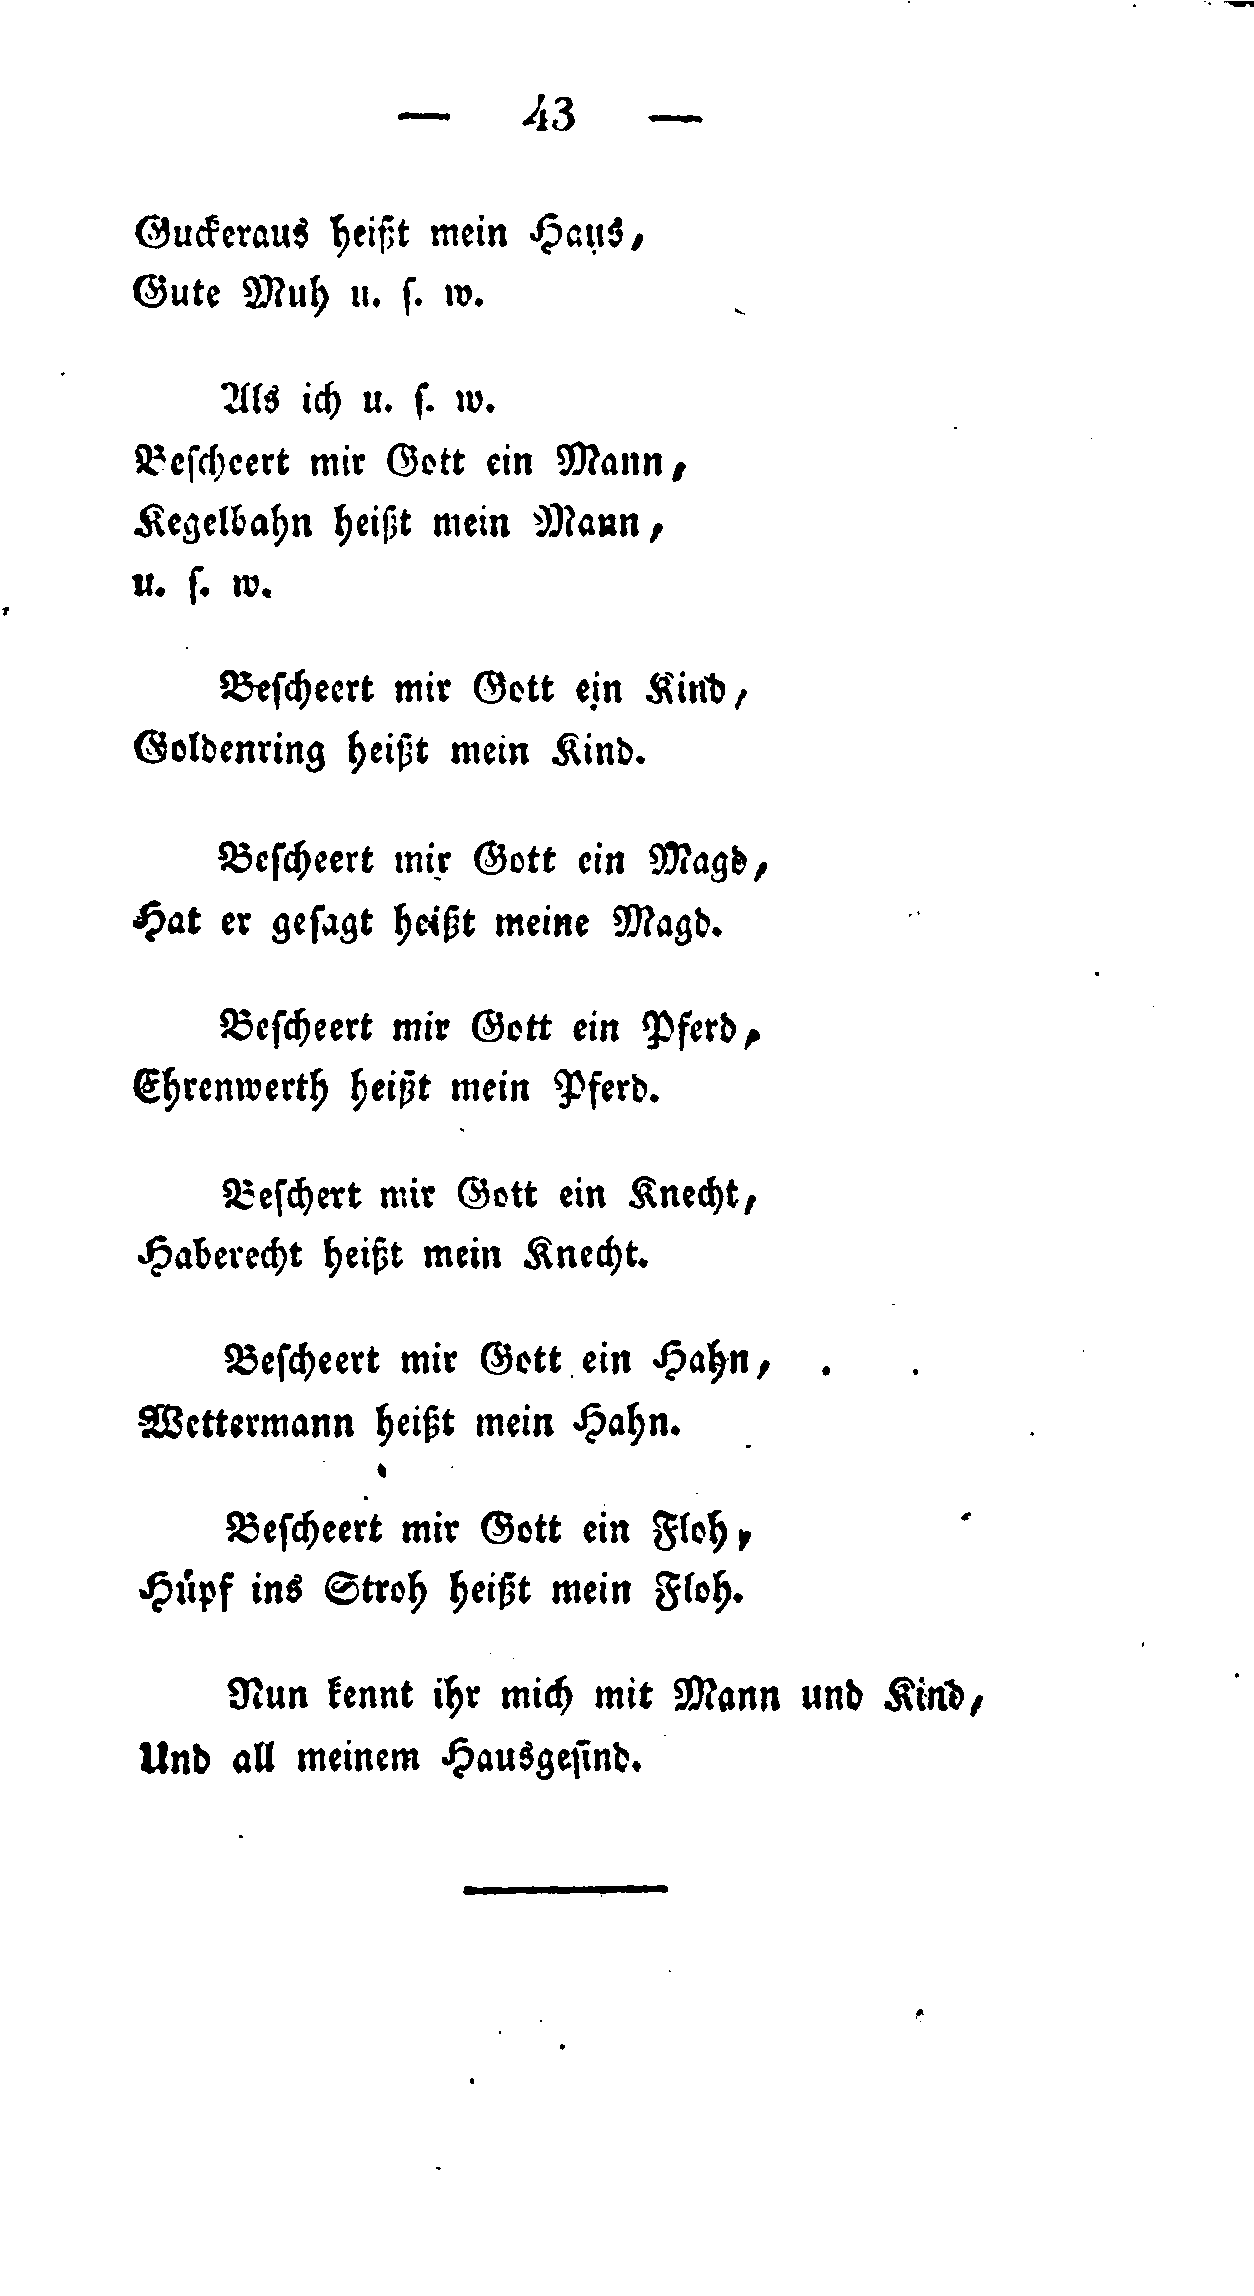 — 43 —
Guckeraus heißt mein Haus,
Gute Muh u. ſ. w.
Als ich u. ſ. w.
Beſcheert mir Gott ein Mann,
Kegelbahn heißt mein Mann,
u. ſ. w.
Beſcheert mir Gott ein Kind,
Goldenring heißt mein Kind.
Beſcheert mir Gott ein Magd,
Hat er geſagt heißt meine Magd.
Beſcheert mir Gott ein Pferd,
Ehrenwerth heißt mein Pferd.
Beſchert mir Gott ein Knecht,
Haberecht heißt mein Knecht.
Beſcheert mir Gott ein Hahn,
Wettermann heißt mein Hahn.
Beſcheert mir Gott ein Floh,
Huͤpf ins Stroh heißt mein Floh.
Nun kennt ihr mich mit Mann und Kind,
Und all meinem Hausgeſind.